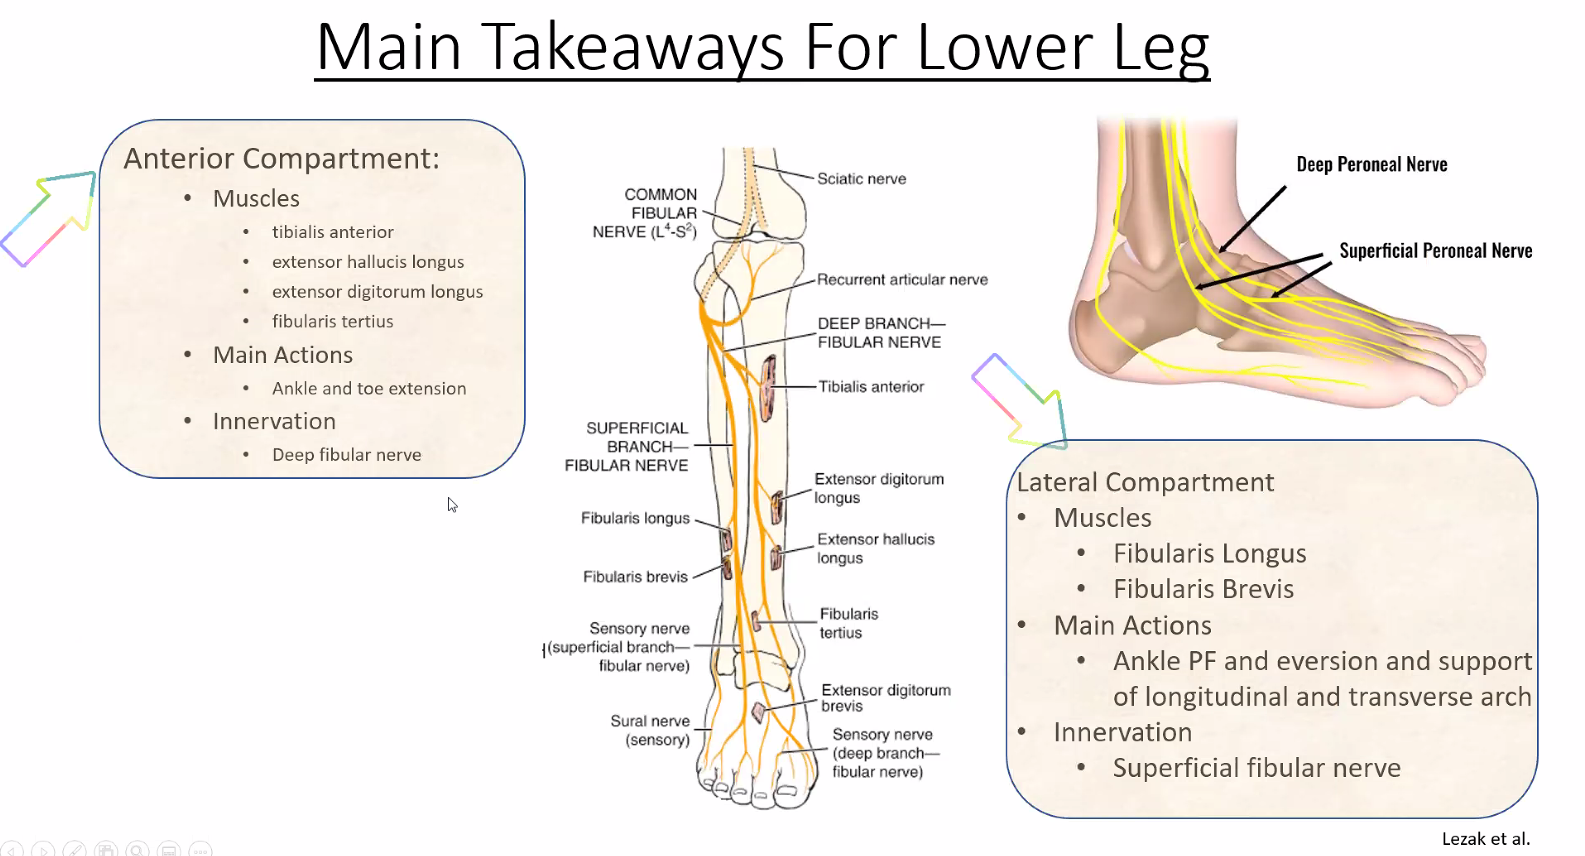 Main Takeaways For Lower Leg
Anterior Compartment:
• Muscles
• tibialis anterior
• extensor hallucis longus
• extensor digitorum longus
• fibularis tertius
• Main Actions
• Ankle and toe extension
• Innervation
• Deep fibular nerve
COMMON
FIBULAR
NERVE (L⁴-S²)
Sciatic nerve
Recurrent articular nerve
DEEP BRANCH—
FIBULAR NERVE
Tibialis anterior
SUPERFICIAL
BRANCH—
FIBULAR NERVE
Extensor digitorum
longus
Fibularis longus
Extensor hallucis
longus
Fibularis brevis
Fibularis
tertius
Sensory nerve
(superficial branch—
fibular nerve)
Extensor digitorum
brevis
Sural nerve
(sensory)
Sensory nerve
(deep branch—
fibular nerve)
Deep Peroneal Nerve
Superficial Peroneal Nerve
Lateral Compartment
• Muscles
• Fibularis Longus
• Fibularis Brevis
• Main Actions
• Ankle PF and eversion and support
of longitudinal and transverse arch
• Innervation
• Superficial fibular nerve
Lezak et al.